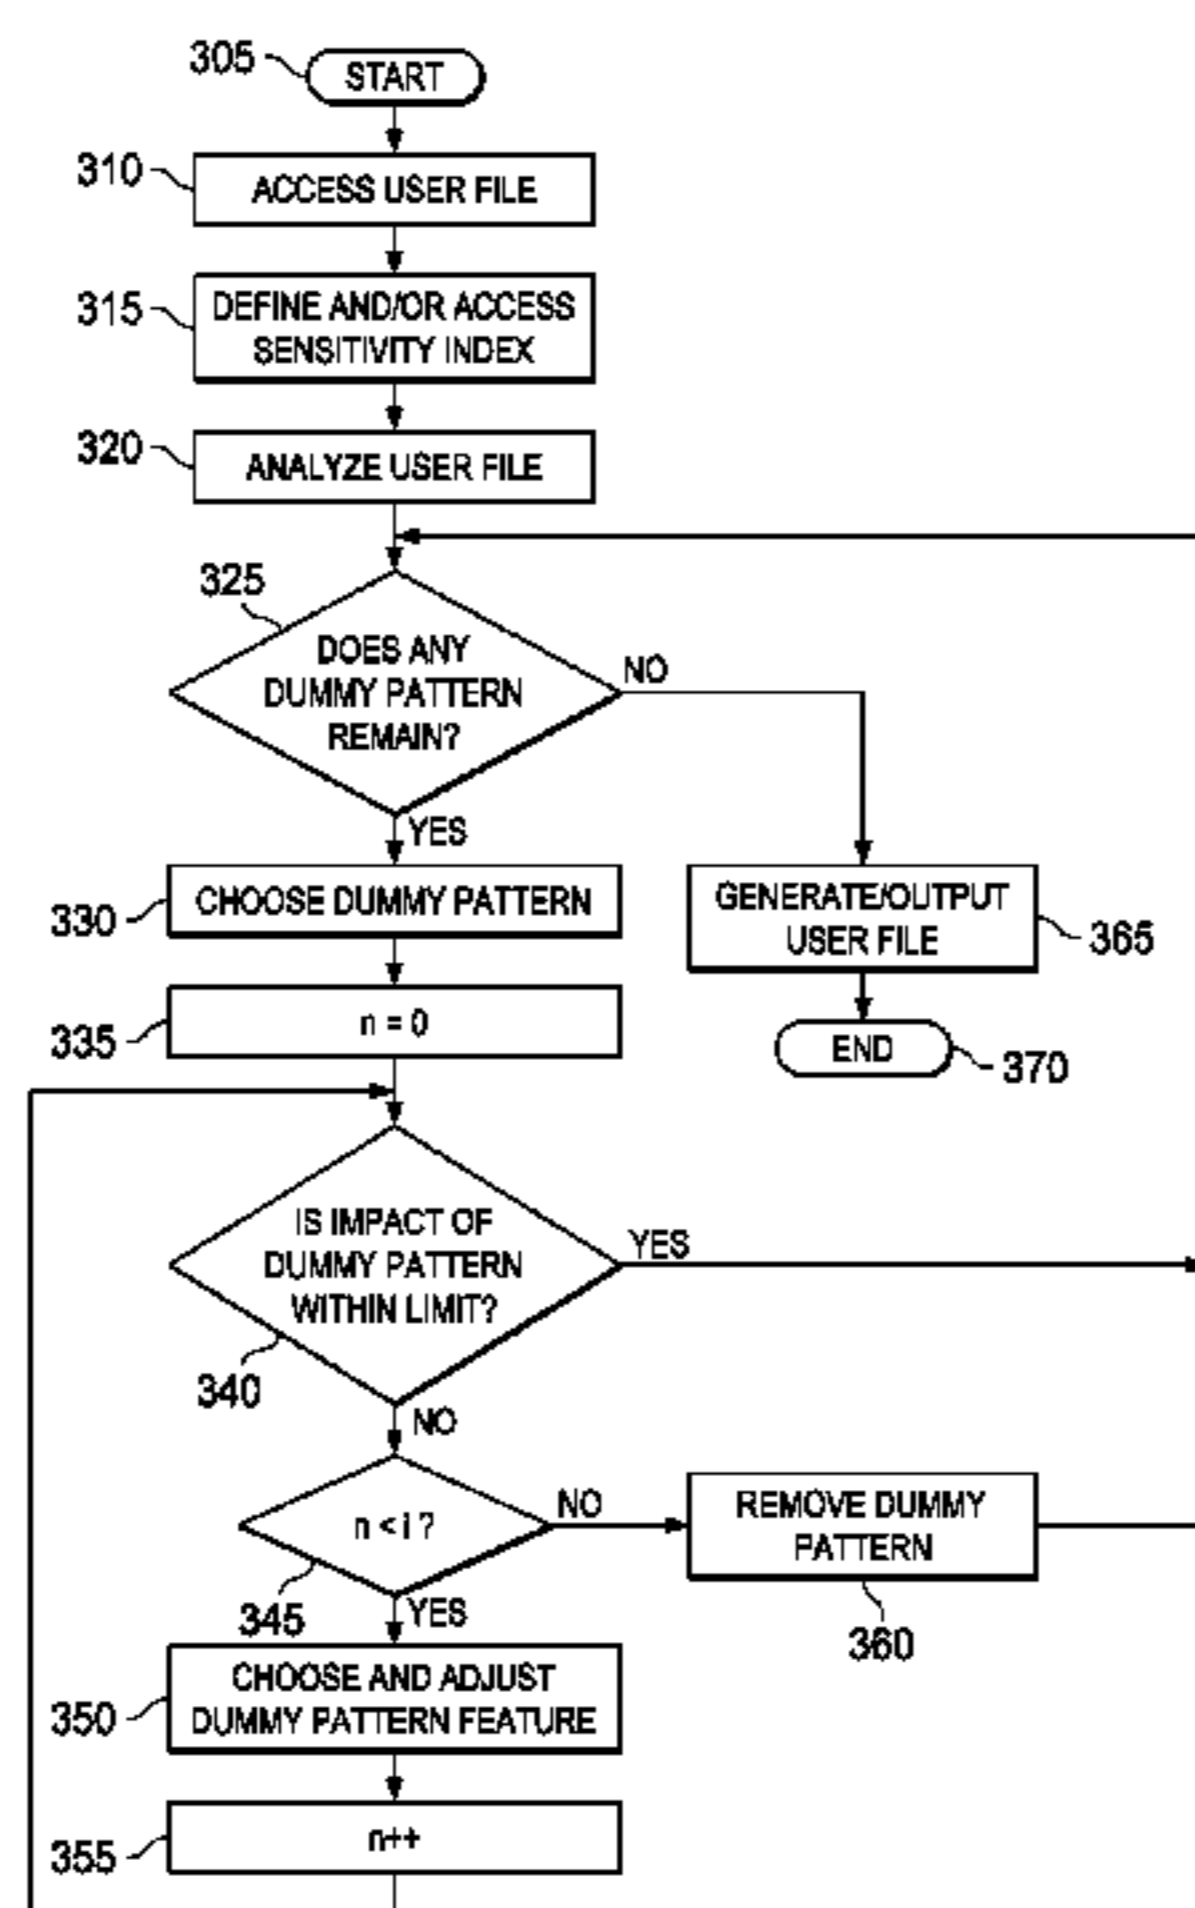 305
START
310
ACCESS USER FILE
315
DEFINE AND/OR ACCESS
SENSITIVITY INDEX
320
ANALYZE USER FILE
325
DOES ANY
DUMMY PATTERN
REMAIN?
NO
YES
330
CHOOSE DUMMY PATTERN
GENERATE/OUTPUT
USER FILE
365
335
n = 0
END
370
IS IMPACT OF
DUMMY PATTERN
WITHIN LIMIT?
YES
340
NO
n < i ?
NO
REMOVE DUMMY
PATTERN
345
YES
360
350
CHOOSE AND ADJUST
DUMMY PATTERN FEATURE
355
n++